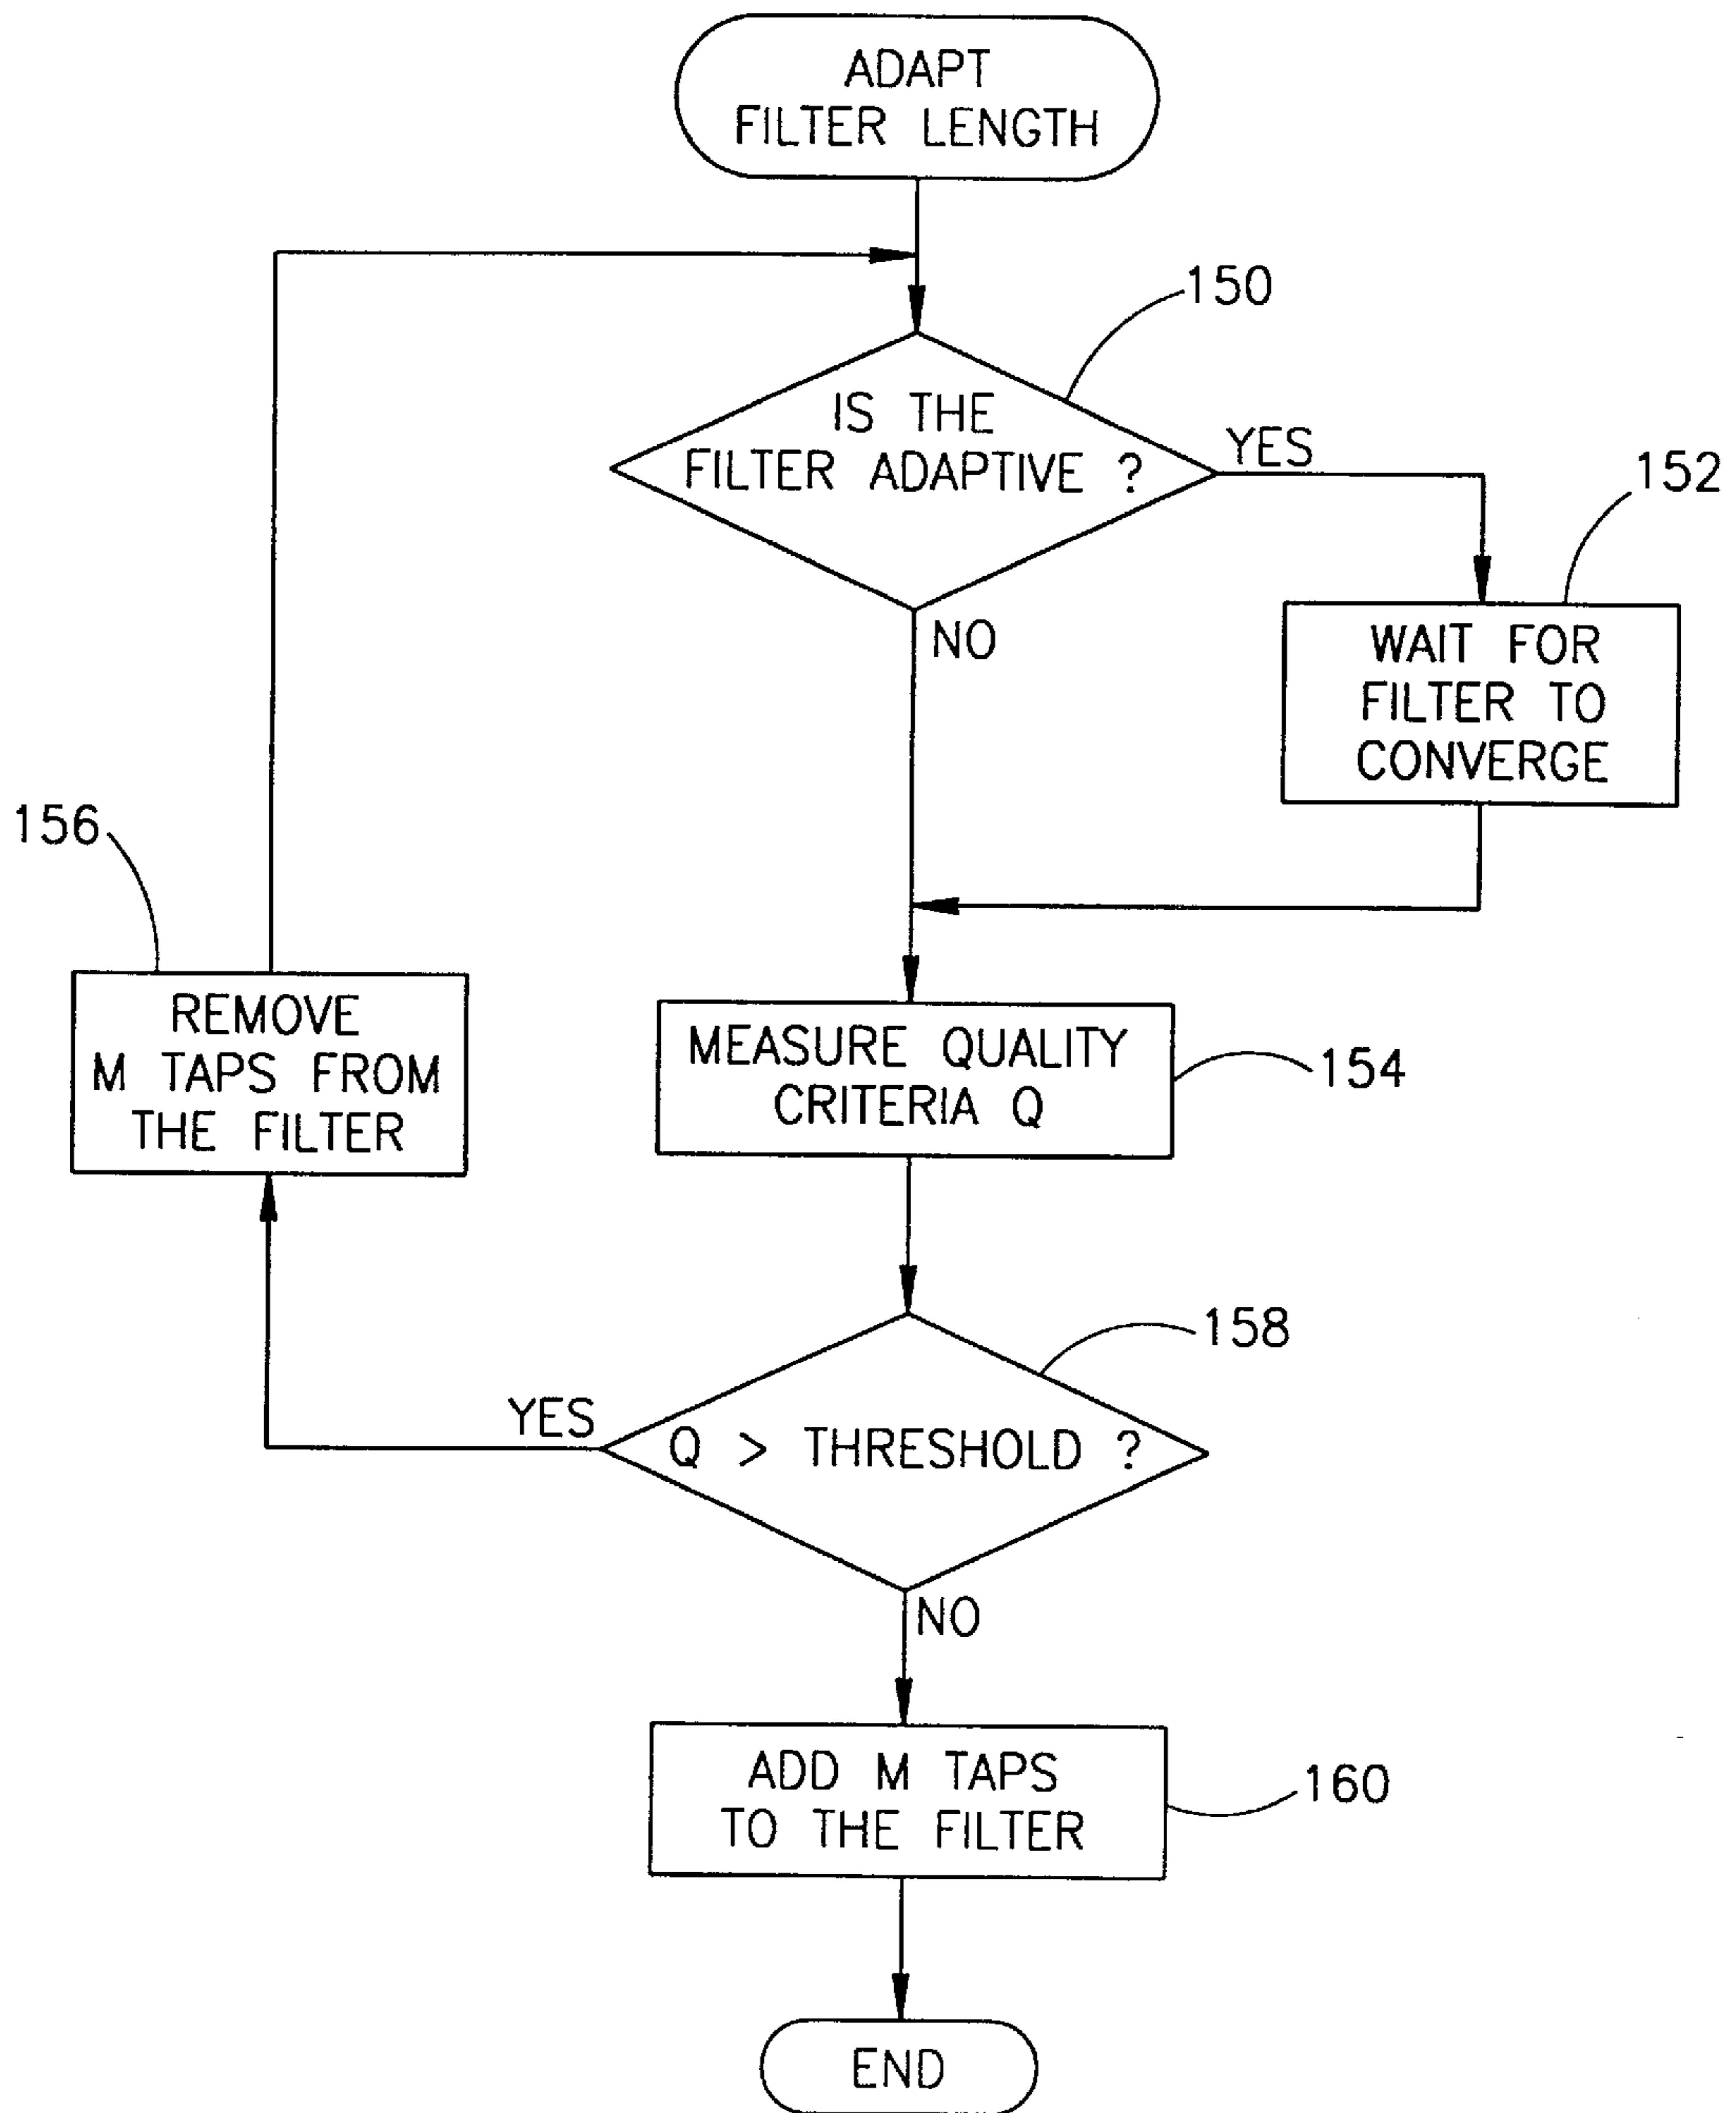 ADAPT
FILTER LENGTH
150
IS THE
FILTER ADAPTIVE ?
YES
152
NO
WAIT FOR
FILTER TO
CONVERGE
156
REMOVE
M TAPS FROM
THE FILTER
MEASURE QUALITY
CRITERIA Q
154
158
YES
Q > THRESHOLD ?
NO
ADD M TAPS
TO THE FILTER
160
END